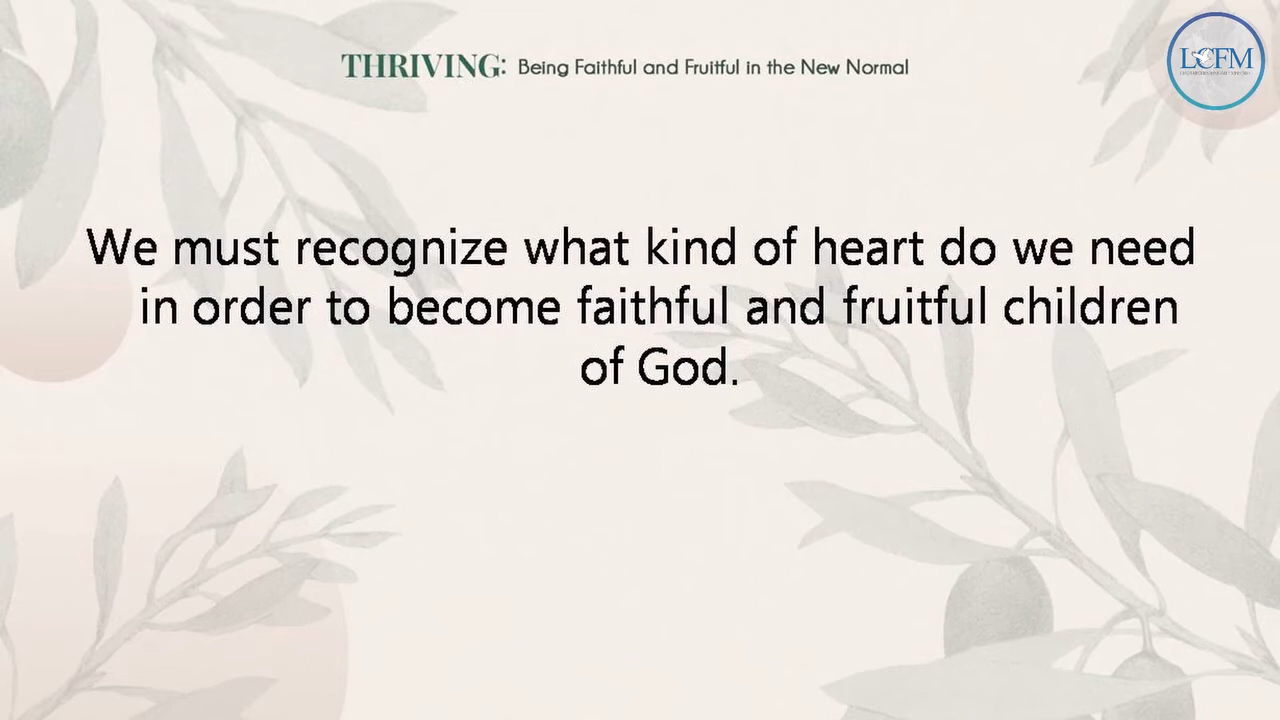 THRIVING: Being Faithful and Fruitful in the New Normal
LCFM
We must recognize what kind of heart do we need
in order to become faithful and fruitful children
of God.